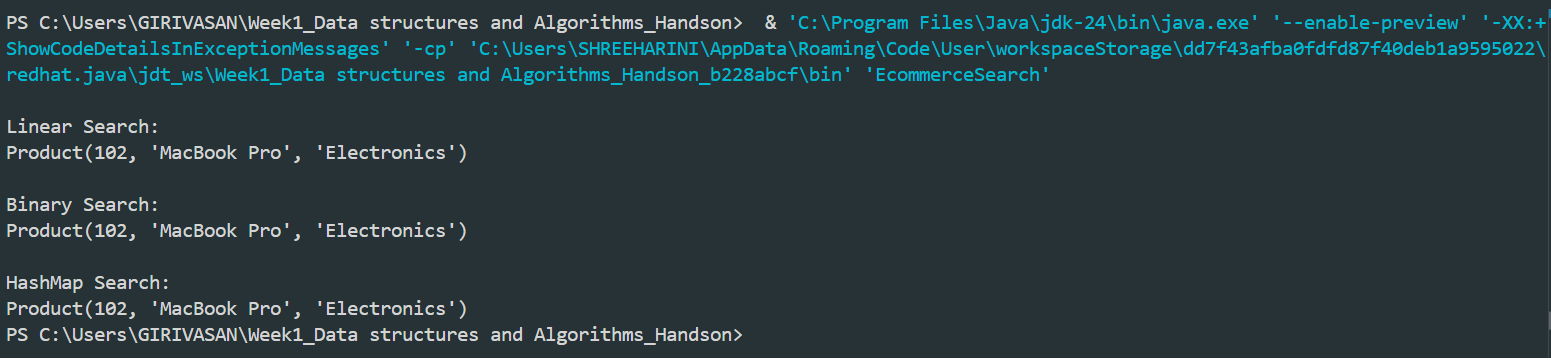 PS C:\Users\GIRIVASAN\Week1_Data structures and Algorithms_Handson>  & 'C:\Program Files\Java\jdk-24\bin\java.exe' '--enable-preview' '-XX:+
ShowCodeDetailsInExceptionMessages' '-cp' 'C:\Users\SHREEHARINI\AppData\Roaming\Code\User\workspaceStorage\dd7f43afba0fdfd87f40deb1a9595022\
redhat.java\jdt_ws\Week1_Data structures and Algorithms_Handson_b228abcf\bin' 'EcommerceSearch'
Linear Search:
Product(102, 'MacBook Pro', 'Electronics')
Binary Search:
Product(102, 'MacBook Pro', 'Electronics')
HashMap Search:
Product(102, 'MacBook Pro', 'Electronics')
PS C:\Users\GIRIVASAN\Week1_Data structures and Algorithms_Handson>